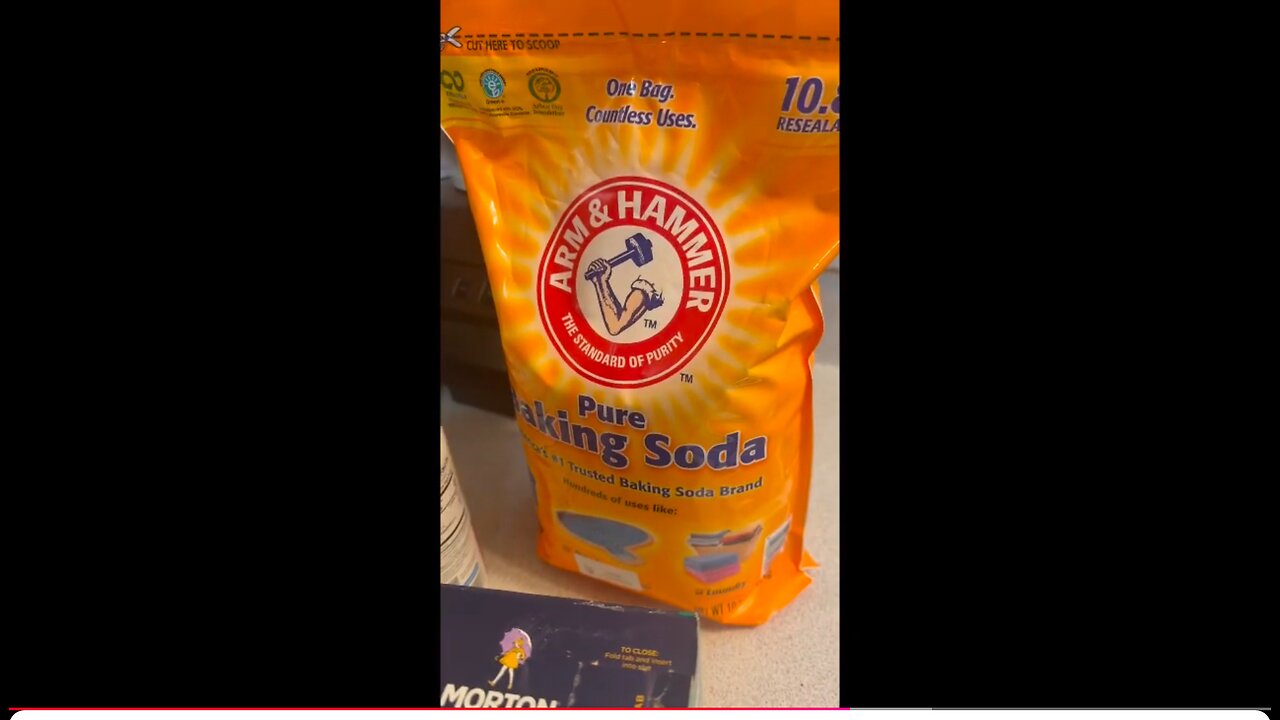 CUT HERE TO SCOOP
One Bag.
Countless Uses.
10.
RESEALA
Green-e
ARM & HAMMER
THE STANDARD OF PURITY
TM
TM
Pure
aking Soda
#1 Trusted Baking Soda Brand
Hundreds of uses like:
Laundry
TO CLOSE:
Fold tab and insert
into slit
MORTON